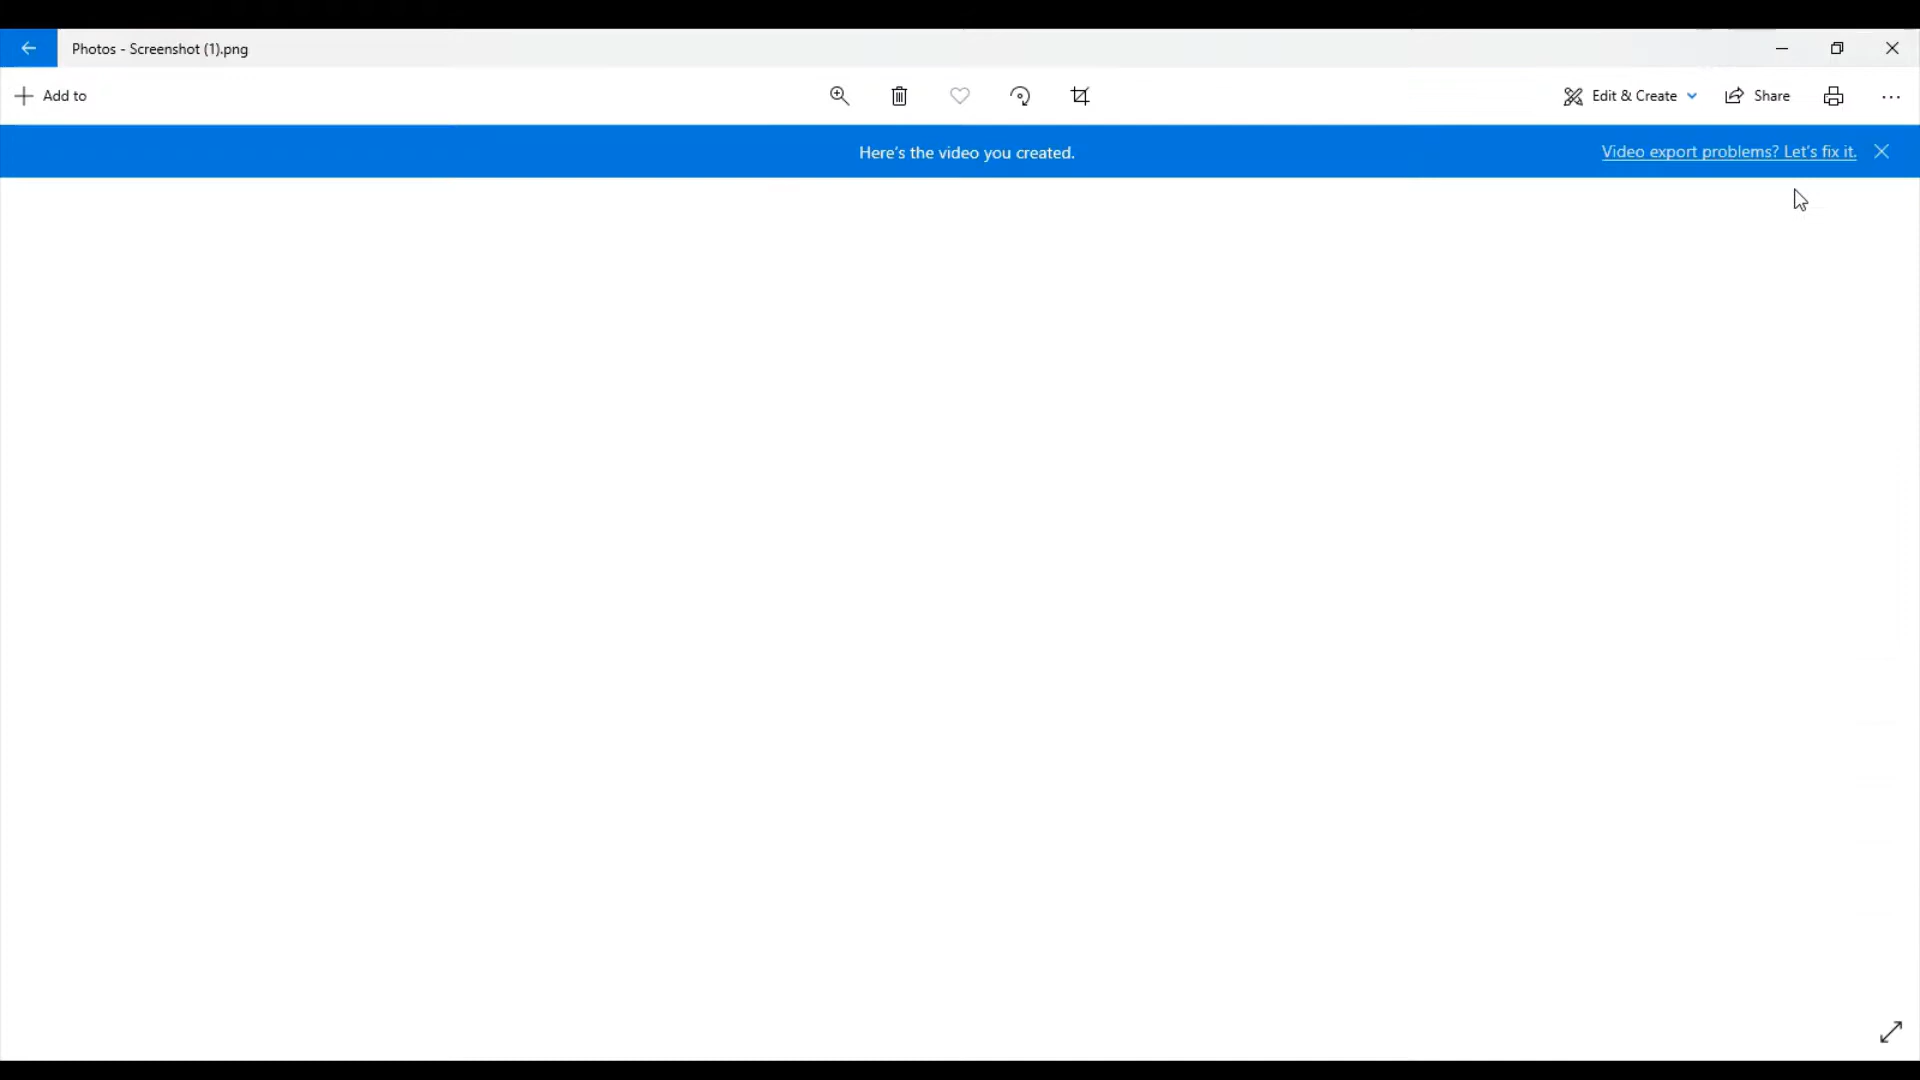 Photos - Screenshot (1).png
Add to
Edit & Create
Share
Here's the video you created.
Video export problems? Let's fix it.